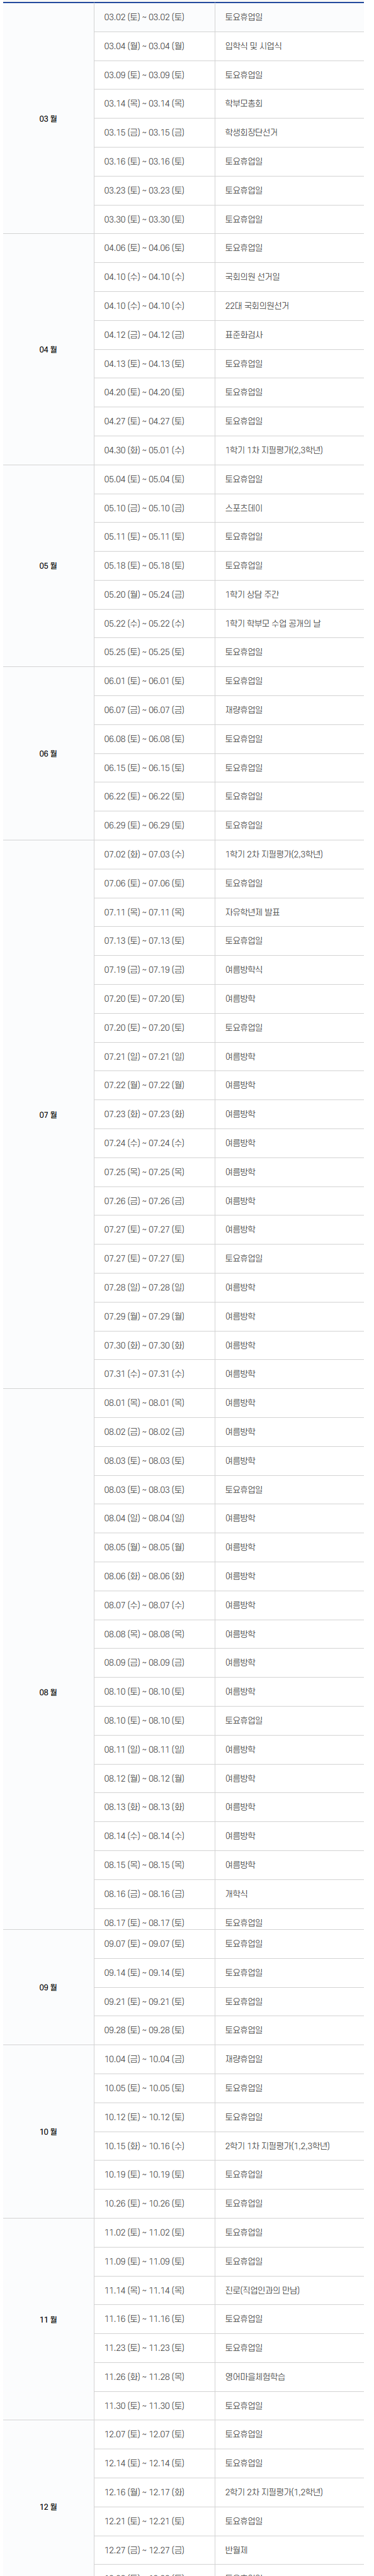 03 월
03.02 (토) ~ 03.02 (토) 토요휴업일
03.04 (월) ~ 03.04 (월) 입학식 및 시업식
03.09 (토) ~ 03.09 (토) 토요휴업일
03.14 (목) ~ 03.14 (목) 학부모총회
03.15 (금) ~ 03.15 (금) 학생회장단선거
03.16 (토) ~ 03.16 (토) 토요휴업일
03.23 (토) ~ 03.23 (토) 토요휴업일
03.30 (토) ~ 03.30 (토) 토요휴업일
04 월
04.06 (토) ~ 04.06 (토) 토요휴업일
04.10 (수) ~ 04.10 (수) 국회의원 선거일
04.10 (수) ~ 04.10 (수) 22대 국회의원선거
04.12 (금) ~ 04.12 (금) 표준화검사
04.13 (토) ~ 04.13 (토) 토요휴업일
04.20 (토) ~ 04.20 (토) 토요휴업일
04.27 (토) ~ 04.27 (토) 토요휴업일
04.30 (화) ~ 05.01 (수) 1학기 1차 지필평가(2,3학년)
05 월
05.04 (토) ~ 05.04 (토) 토요휴업일
05.10 (금) ~ 05.10 (금) 스포츠데이
05.11 (토) ~ 05.11 (토) 토요휴업일
05.18 (토) ~ 05.18 (토) 토요휴업일
05.20 (월) ~ 05.24 (금) 1학기 상담 주간
05.22 (수) ~ 05.22 (수) 1학기 학부모 수업 공개의 날
05.25 (토) ~ 05.25 (토) 토요휴업일
06 월
06.01 (토) ~ 06.01 (토) 토요휴업일
06.07 (금) ~ 06.07 (금) 재량휴업일
06.08 (토) ~ 06.08 (토) 토요휴업일
06.15 (토) ~ 06.15 (토) 토요휴업일
06.22 (토) ~ 06.22 (토) 토요휴업일
06.29 (토) ~ 06.29 (토) 토요휴업일
07 월
07.02 (화) ~ 07.03 (수) 1학기 2차 지필평가(2,3학년)
07.06 (토) ~ 07.06 (토) 토요휴업일
07.11 (목) ~ 07.11 (목) 자유학년제 발표
07.13 (토) ~ 07.13 (토) 토요휴업일
07.19 (금) ~ 07.19 (금) 여름방학식
07.20 (토) ~ 07.20 (토) 여름방학
07.20 (토) ~ 07.20 (토) 토요휴업일
07.21 (일) ~ 07.21 (일) 여름방학
07.22 (월) ~ 07.22 (월) 여름방학
07.23 (화) ~ 07.23 (화) 여름방학
07.24 (수) ~ 07.24 (수) 여름방학
07.25 (목) ~ 07.25 (목) 여름방학
07.26 (금) ~ 07.26 (금) 여름방학
07.27 (토) ~ 07.27 (토) 여름방학
07.27 (토) ~ 07.27 (토) 토요휴업일
07.28 (일) ~ 07.28 (일) 여름방학
07.29 (월) ~ 07.29 (월) 여름방학
07.30 (화) ~ 07.30 (화) 여름방학
07.31 (수) ~ 07.31 (수) 여름방학
08 월
08.01 (목) ~ 08.01 (목) 여름방학
08.02 (금) ~ 08.02 (금) 여름방학
08.03 (토) ~ 08.03 (토) 여름방학
08.03 (토) ~ 08.03 (토) 토요휴업일
08.04 (일) ~ 08.04 (일) 여름방학
08.05 (월) ~ 08.05 (월) 여름방학
08.06 (화) ~ 08.06 (화) 여름방학
08.07 (수) ~ 08.07 (수) 여름방학
08.08 (목) ~ 08.08 (목) 여름방학
08.09 (금) ~ 08.09 (금) 여름방학
08.10 (토) ~ 08.10 (토) 여름방학
08.10 (토) ~ 08.10 (토) 토요휴업일
08.11 (일) ~ 08.11 (일) 여름방학
08.12 (월) ~ 08.12 (월) 여름방학
08.13 (화) ~ 08.13 (화) 여름방학
08.14 (수) ~ 08.14 (수) 여름방학
08.15 (목) ~ 08.15 (목) 여름방학
08.16 (금) ~ 08.16 (금) 개학식
08.17 (토) ~ 08.17 (토) 토요휴업일
09 월
09.07 (토) ~ 09.07 (토) 토요휴업일
09.14 (토) ~ 09.14 (토) 토요휴업일
09.21 (토) ~ 09.21 (토) 토요휴업일
09.28 (토) ~ 09.28 (토) 토요휴업일
10 월
10.04 (금) ~ 10.04 (금) 재량휴업일
10.05 (토) ~ 10.05 (토) 토요휴업일
10.12 (토) ~ 10.12 (토) 토요휴업일
10.15 (화) ~ 10.16 (수) 2학기 1차 지필평가(1,2,3학년)
10.19 (토) ~ 10.19 (토) 토요휴업일
10.26 (토) ~ 10.26 (토) 토요휴업일
11 월
11.02 (토) ~ 11.02 (토) 토요휴업일
11.09 (토) ~ 11.09 (토) 토요휴업일
11.14 (목) ~ 11.14 (목) 진로(직업인과의 만남)
11.16 (토) ~ 11.16 (토) 토요휴업일
11.23 (토) ~ 11.23 (토) 토요휴업일
11.26 (화) ~ 11.28 (목) 영어마을체험학습
11.30 (토) ~ 11.30 (토) 토요휴업일
12 월
12.07 (토) ~ 12.07 (토) 토요휴업일
12.14 (토) ~ 12.14 (토) 토요휴업일
12.16 (월) ~ 12.17 (화) 2학기 2차 지필평가(1,2학년)
12.21 (토) ~ 12.21 (토) 토요휴업일
12.27 (금) ~ 12.27 (금) 반월제